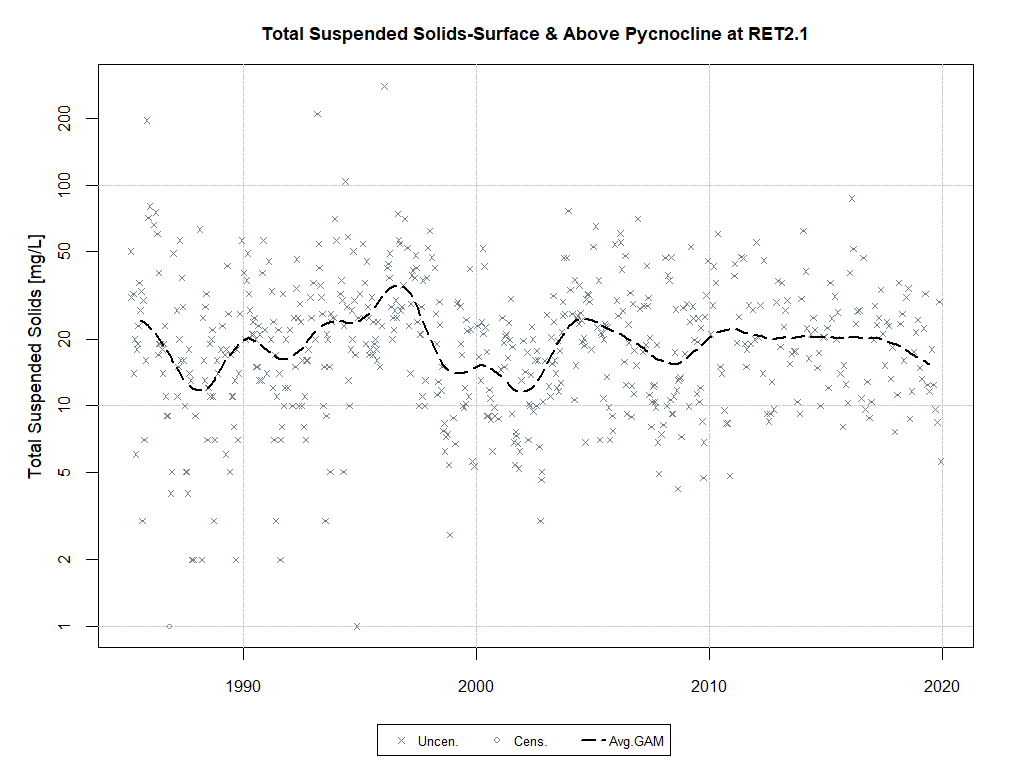 Total Suspended Solids-Surface & Above Pycnocline at RET2.1
Total Suspended Solids [mg/L]
200
100
50
20
10
5
2
1
1990 2000 2010 2020
Uncen. Cens. Avg.GAM